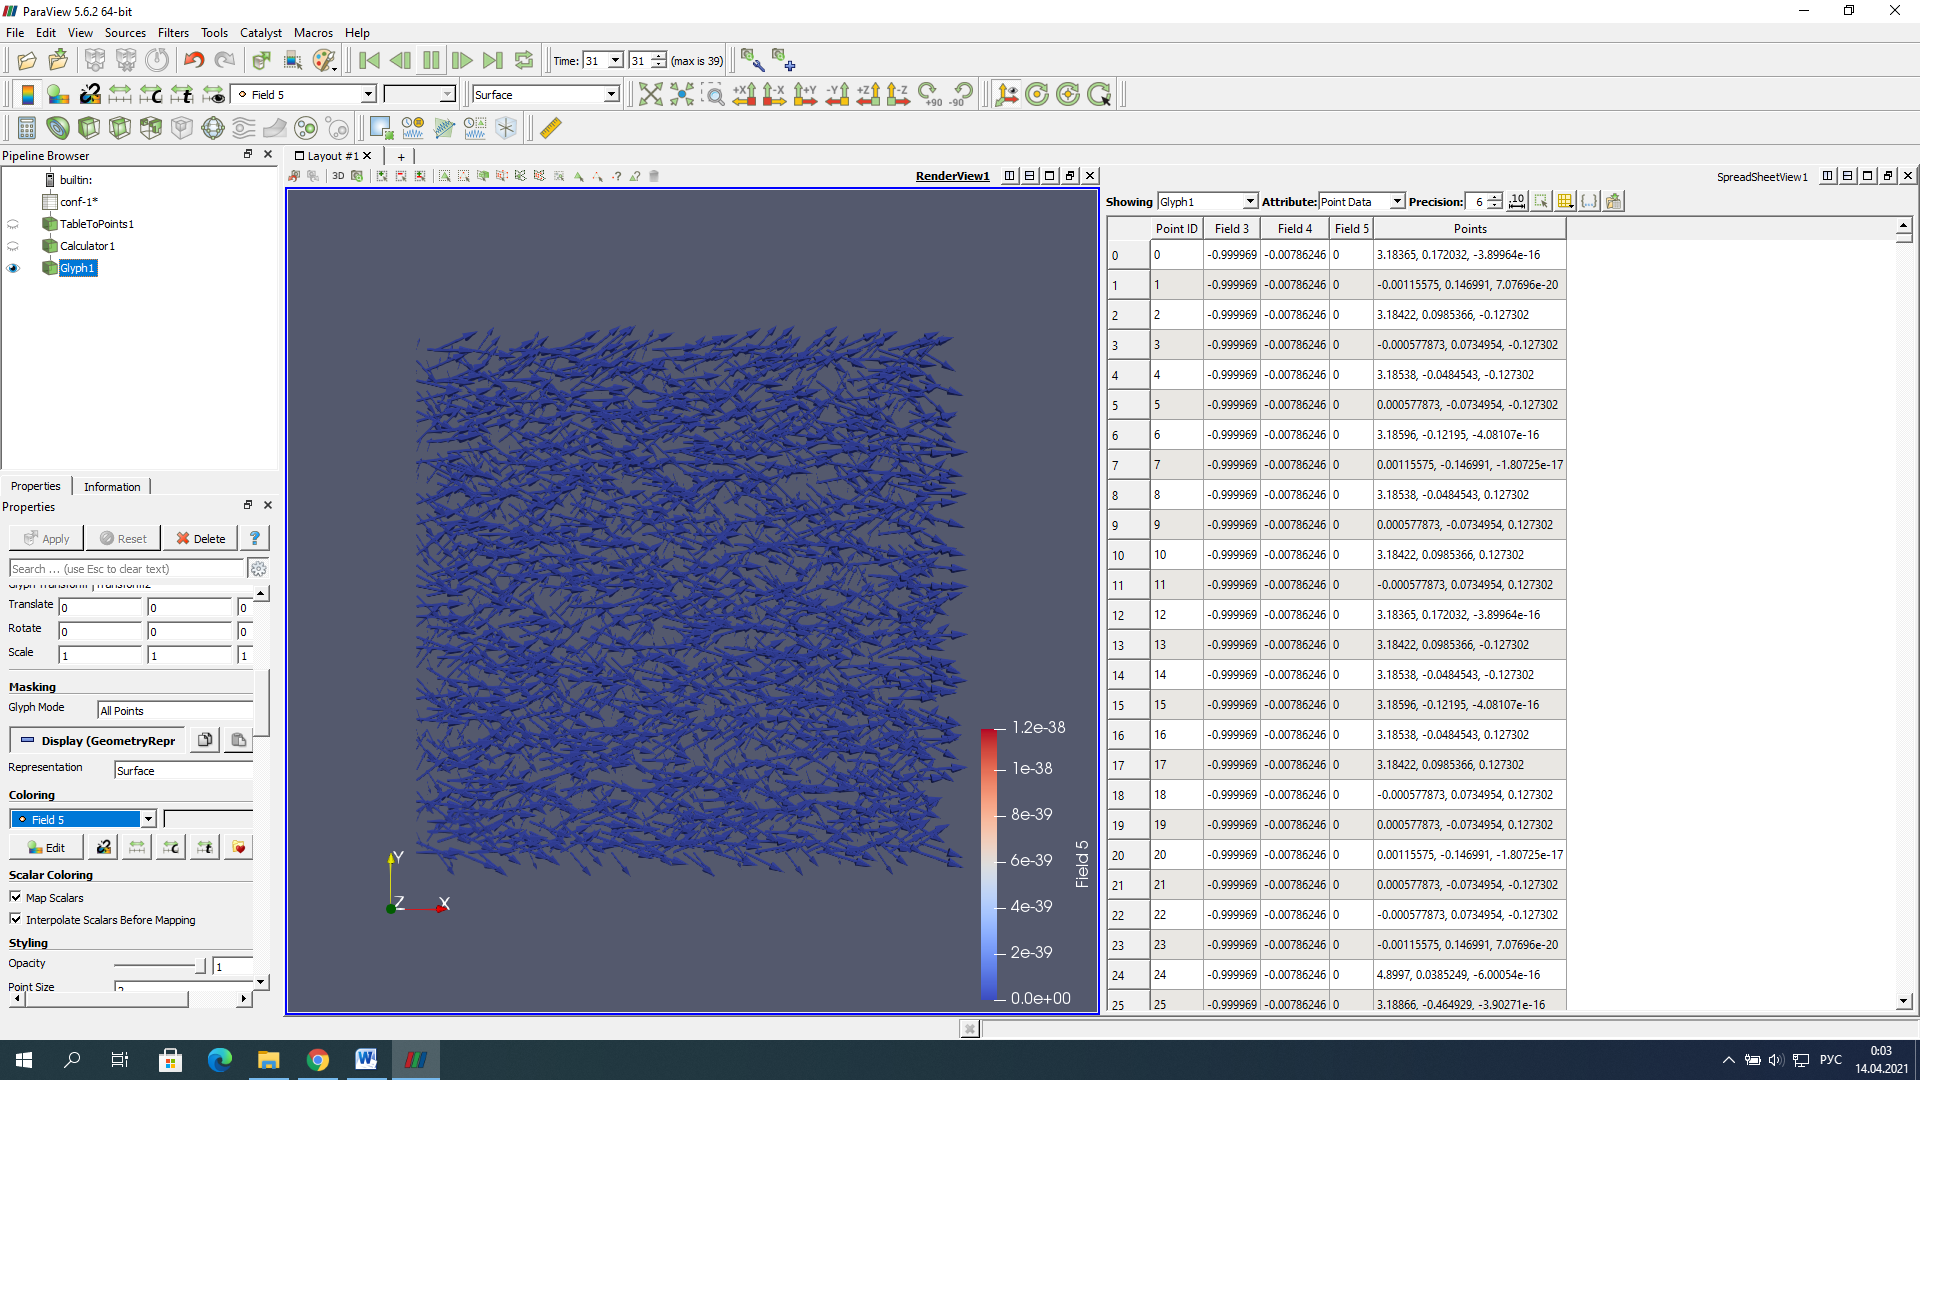 ParaView 5.6.2 64-bit
File Edit View Sources Filters Tools Catalyst Macros Help
Time: 31 31 (max is 39)
Field 5 Surface +X -X +Y -Y +Z -Z +90 -90
Pipeline Browser
Layout #1 +
builtin:
conf-1*
TableToPoints1
Calculator1
Glyph1
3D RenderView1
SpreadSheetView1
Showing Glyph1 Attribute: Point Data Precision: 6
Point ID Field 3 Field 4 Field 5 Points
0 0 -0.999969 -0.00786246 0 3.18365, 0.172032, -3.89964e-16
1 1 -0.999969 -0.00786246 0 -0.00115575, 0.146991, 7.07696e-20
2 2 -0.999969 -0.00786246 0 3.18422, 0.0985366, -0.127302
3 3 -0.999969 -0.00786246 0 -0.000577873, 0.0734954, -0.127302
4 4 -0.999969 -0.00786246 0 3.18538, -0.0484543, -0.127302
5 5 -0.999969 -0.00786246 0 0.000577873, -0.0734954, -0.127302
6 6 -0.999969 -0.00786246 0 3.18596, -0.12195, -4.08107e-16
7 7 -0.999969 -0.00786246 0 0.00115575, -0.146991, -1.80725e-17
8 8 -0.999969 -0.00786246 0 3.18538, -0.0484543, 0.127302
9 9 -0.999969 -0.00786246 0 0.000577873, -0.0734954, 0.127302
10 10 -0.999969 -0.00786246 0 3.18422, 0.0985366, 0.127302
11 11 -0.999969 -0.00786246 0 -0.000577873, 0.0734954, 0.127302
12 12 -0.999969 -0.00786246 0 3.18365, 0.172032, -3.89964e-16
13 13 -0.999969 -0.00786246 0 3.18422, 0.0985366, -0.127302
14 14 -0.999969 -0.00786246 0 3.18538, -0.0484543, -0.127302
15 15 -0.999969 -0.00786246 0 3.18596, -0.12195, -4.08107e-16
16 16 -0.999969 -0.00786246 0 3.18538, -0.0484543, 0.127302
17 17 -0.999969 -0.00786246 0 3.18422, 0.0985366, 0.127302
18 18 -0.999969 -0.00786246 0 -0.000577873, 0.0734954, 0.127302
19 19 -0.999969 -0.00786246 0 0.000577873, -0.0734954, 0.127302
20 20 -0.999969 -0.00786246 0 0.00115575, -0.146991, -1.80725e-17
21 21 -0.999969 -0.00786246 0 0.000577873, -0.0734954, -0.127302
22 22 -0.999969 -0.00786246 0 -0.000577873, 0.0734954, -0.127302
23 23 -0.999969 -0.00786246 0 -0.00115575, 0.146991, 7.07696e-20
24 24 -0.999969 -0.00786246 0 4.8997, 0.0385249, -6.00054e-16
25 25 -0.999969 -0.00786246 0 3.18866, -0.464929, -3.90271e-16
Properties Information
Properties
Apply Reset Delete ?
Search ... (use Esc to clear text)
Glyph Transform Transform2
Translate 0 0 0
Rotate 0 0 0
Scale 1 1 1
Masking
Glyph Mode All Points
Display (GeometryRepr
Representation Surface
Coloring
Field 5
Edit
Scalar Coloring
Map Scalars
Interpolate Scalars Before Mapping
Styling
Opacity 1
Point Size 2
Y
Z X
1.2e-38
1e-38
8e-39
6e-39
4e-39
2e-39
0.0e+00
Field 5
РУС
0:03
14.04.2021